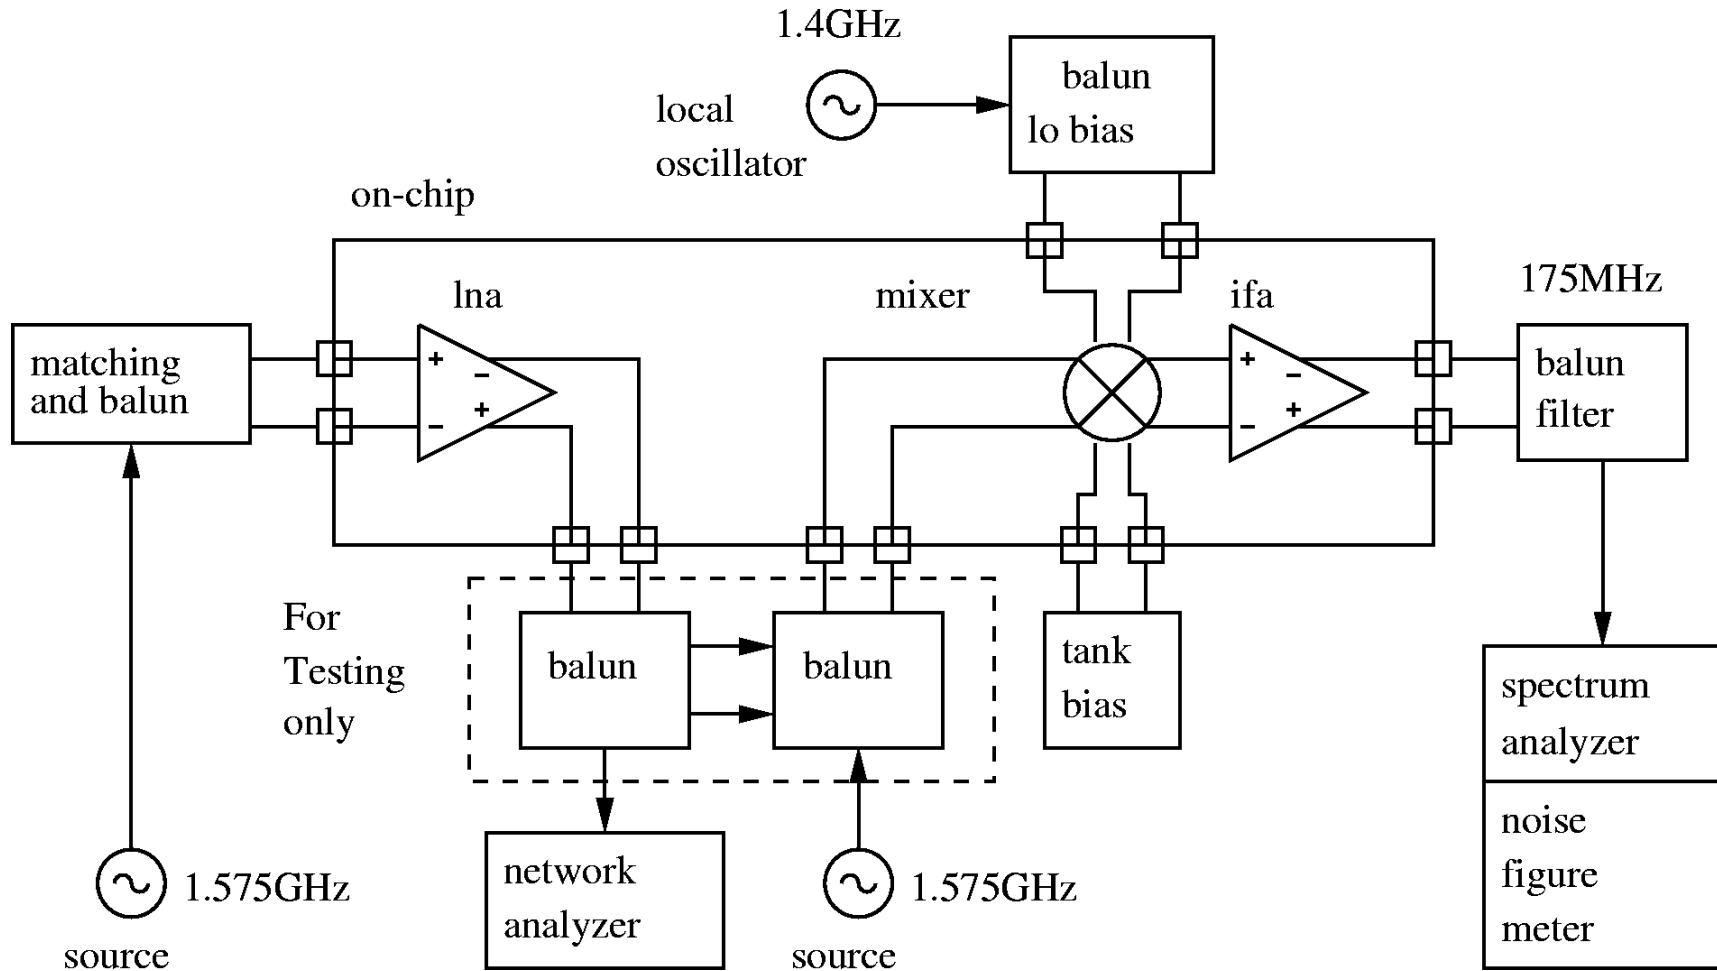 1.4GHz
local
oscillator
balun
lo bias
on-chip
lna
mixer
ifa
175MHz
matching
and balun
+
−
−
+
+
−
−
+
balun
filter
For
Testing
only
balun
balun
tank
bias
spectrum
analyzer
noise
figure
meter
1.575GHz
source
network
analyzer
1.575GHz
source